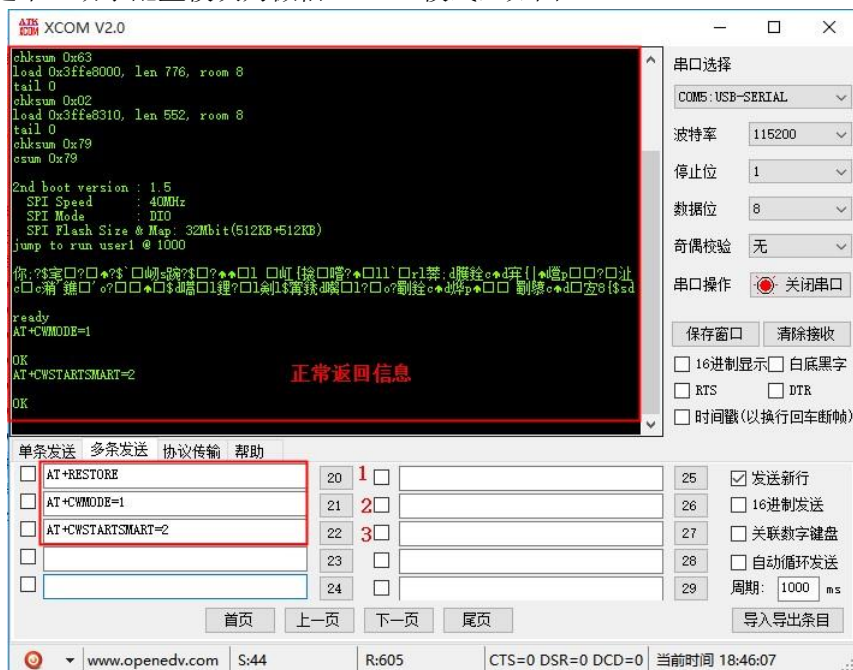 XCOM V2.0
chksum 0x63
load 0x3ffe8000, len 776, room 8
tail 0
chksum 0x02
load 0x3ffe8310, len 552, room 8
tail 0
chksum 0x79
csum 0x79
2nd boot version : 1.5
SPI Speed : 40MHz
SPI Mode : DIO
SPI Flash Size & Map: 32Mbit(512KB+512KB)
jump to run user1 @ 1000
ready
AT+CWMODE=1
OK
AT+CWSTARTSMART=2
正常返回信息
OK
串口选择
COM5:USB-SERIAL
波特率 115200
停止位 1
数据位 8
奇偶校验 无
串口操作 关闭串口
保存窗口 清除接收
16进制显示 白底黑字
RTS DTR
时间戳(以换行回车断帧)
单条发送 多条发送 协议传输 帮助
AT+RESTORE 20 1 25 发送新行
AT+CWMODE=1 21 2 26 16进制发送
AT+CWSTARTSMART=2 22 3 27 关联数字键盘
23 28 自动循环发送
24 29 周期: 1000 ms
首页 上一页 下一页 尾页 导入导出条目
www.openedv.com S:44 R:605 CTS=0 DSR=0 DCD=0 当前时间 18:46:07